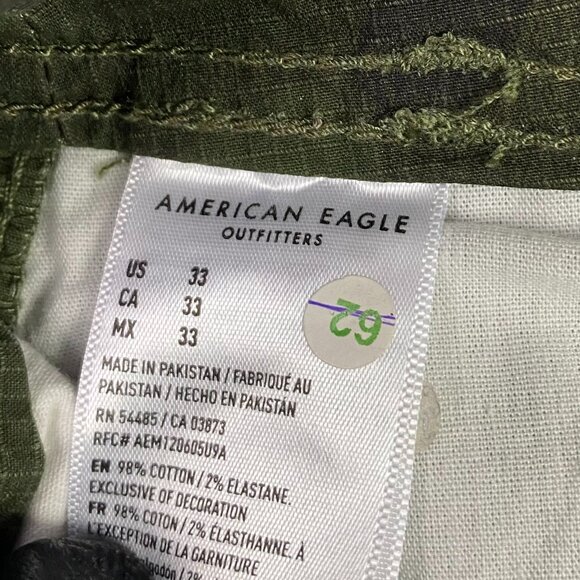 AMERICAN EAGLE
OUTFITTERS
US 33
CA 33
MX 33
62
MADE IN PAKISTAN / FABRIQUÉ AU
PAKISTAN / HECHO EN PAKISTÁN
RN 54485 / CA 03873
RFC# AEM120605U9A
EN 98% COTTON / 2% ELASTANE.
EXCLUSIVE OF DECORATION
FR 98% COTON / 2% ÉLASTHANNE. À
L'EXCEPTION DE LA GARNITURE